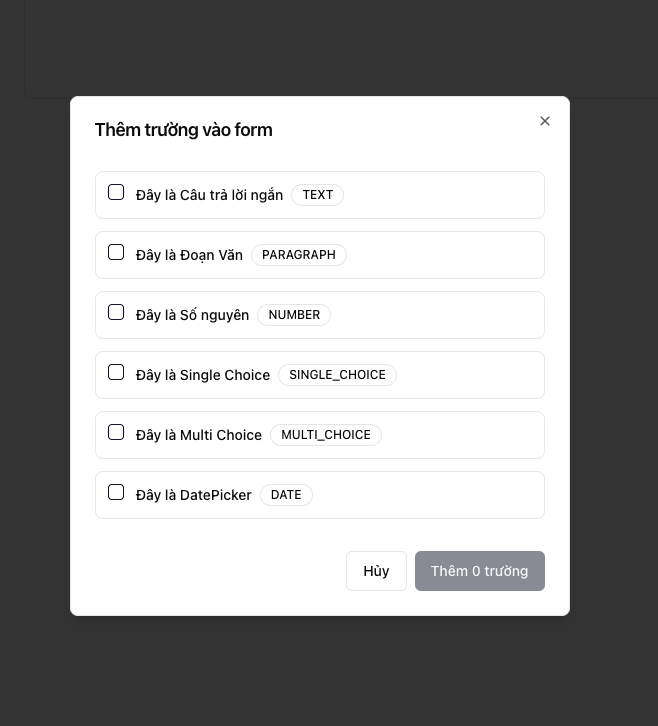 Thêm trường vào form
Đây là Câu trả lời ngắn TEXT
Đây là Đoạn Văn PARAGRAPH
Đây là Số nguyên NUMBER
Đây là Single Choice SINGLE_CHOICE
Đây là Multi Choice MULTI_CHOICE
Đây là DatePicker DATE
Hủy Thêm 0 trường